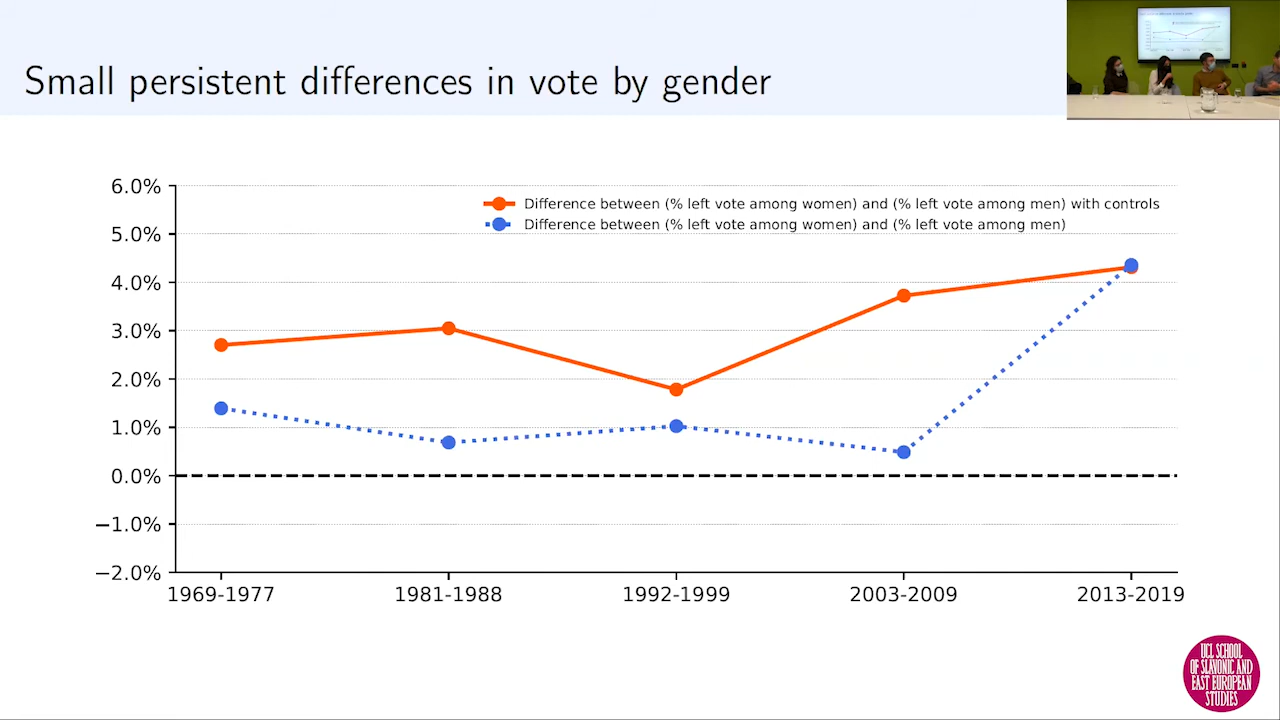 Small persistent differences in vote by gender
6.0%
5.0%
4.0%
3.0%
2.0%
1.0%
0.0%
−1.0%
−2.0%
Difference between (% left vote among women) and (% left vote among men) with controls
Difference between (% left vote among women) and (% left vote among men)
1969-1977
1981-1988
1992-1999
2003-2009
2013-2019
UCL SCHOOL
OF SLAVONIC AND
EAST EUROPEAN
STUDIES